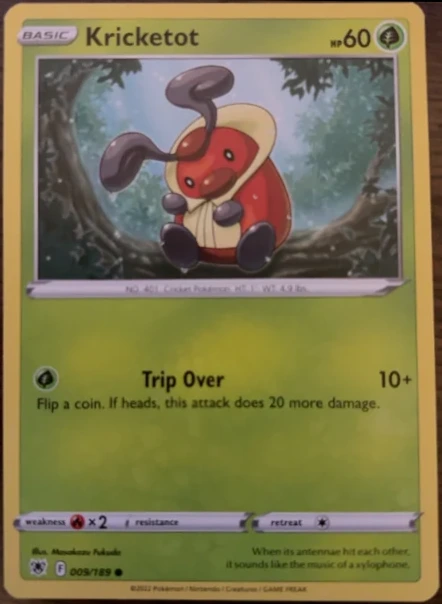 BASIC Kricketot HP 60
NO. 401 Cricket Pokémon HT: 1' WT: 4.9 lbs.
Trip Over 10+
Flip a coin. If heads, this attack does 20 more damage.
weakness ×2 resistance retreat
Illus. Masakazu Fukuda
When its antennae hit each other,
it sounds like the music of a xylophone.
F 009/189
©2022 Pokémon / Nintendo / Creatures / GAME FREAK